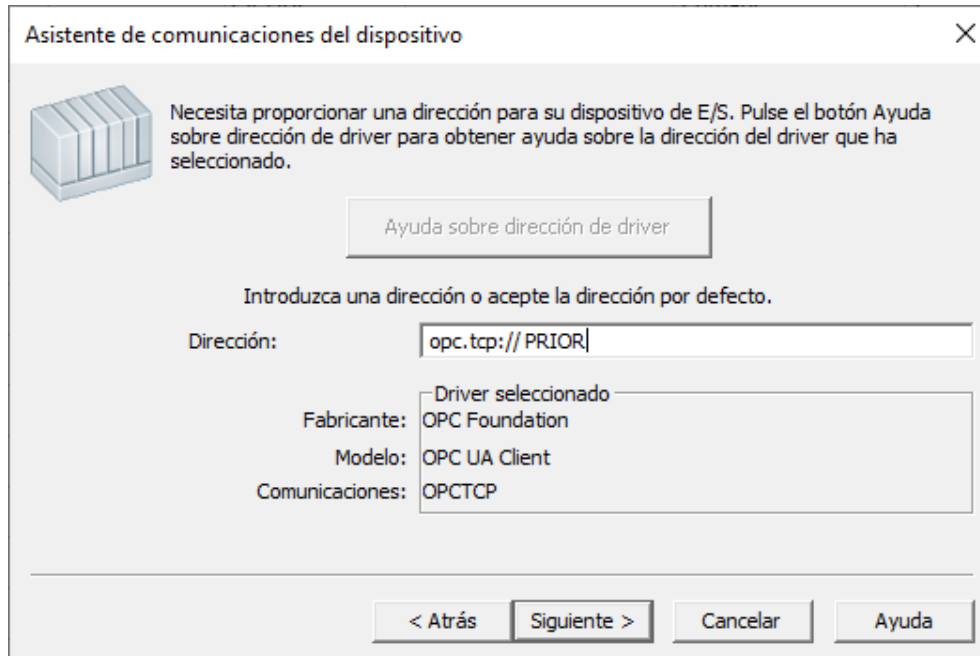 Asistente de comunicaciones del dispositivo
Necesita proporcionar una dirección para su dispositivo de E/S. Pulse el botón Ayuda
sobre dirección de driver para obtener ayuda sobre la dirección del driver que ha
seleccionado.
Ayuda sobre dirección de driver
Introduzca una dirección o acepte la dirección por defecto.
Dirección: opc.tcp:// PRIOR
Driver seleccionado
Fabricante: OPC Foundation
Modelo: OPC UA Client
Comunicaciones: OPCTCP
< Atrás Siguiente > Cancelar Ayuda